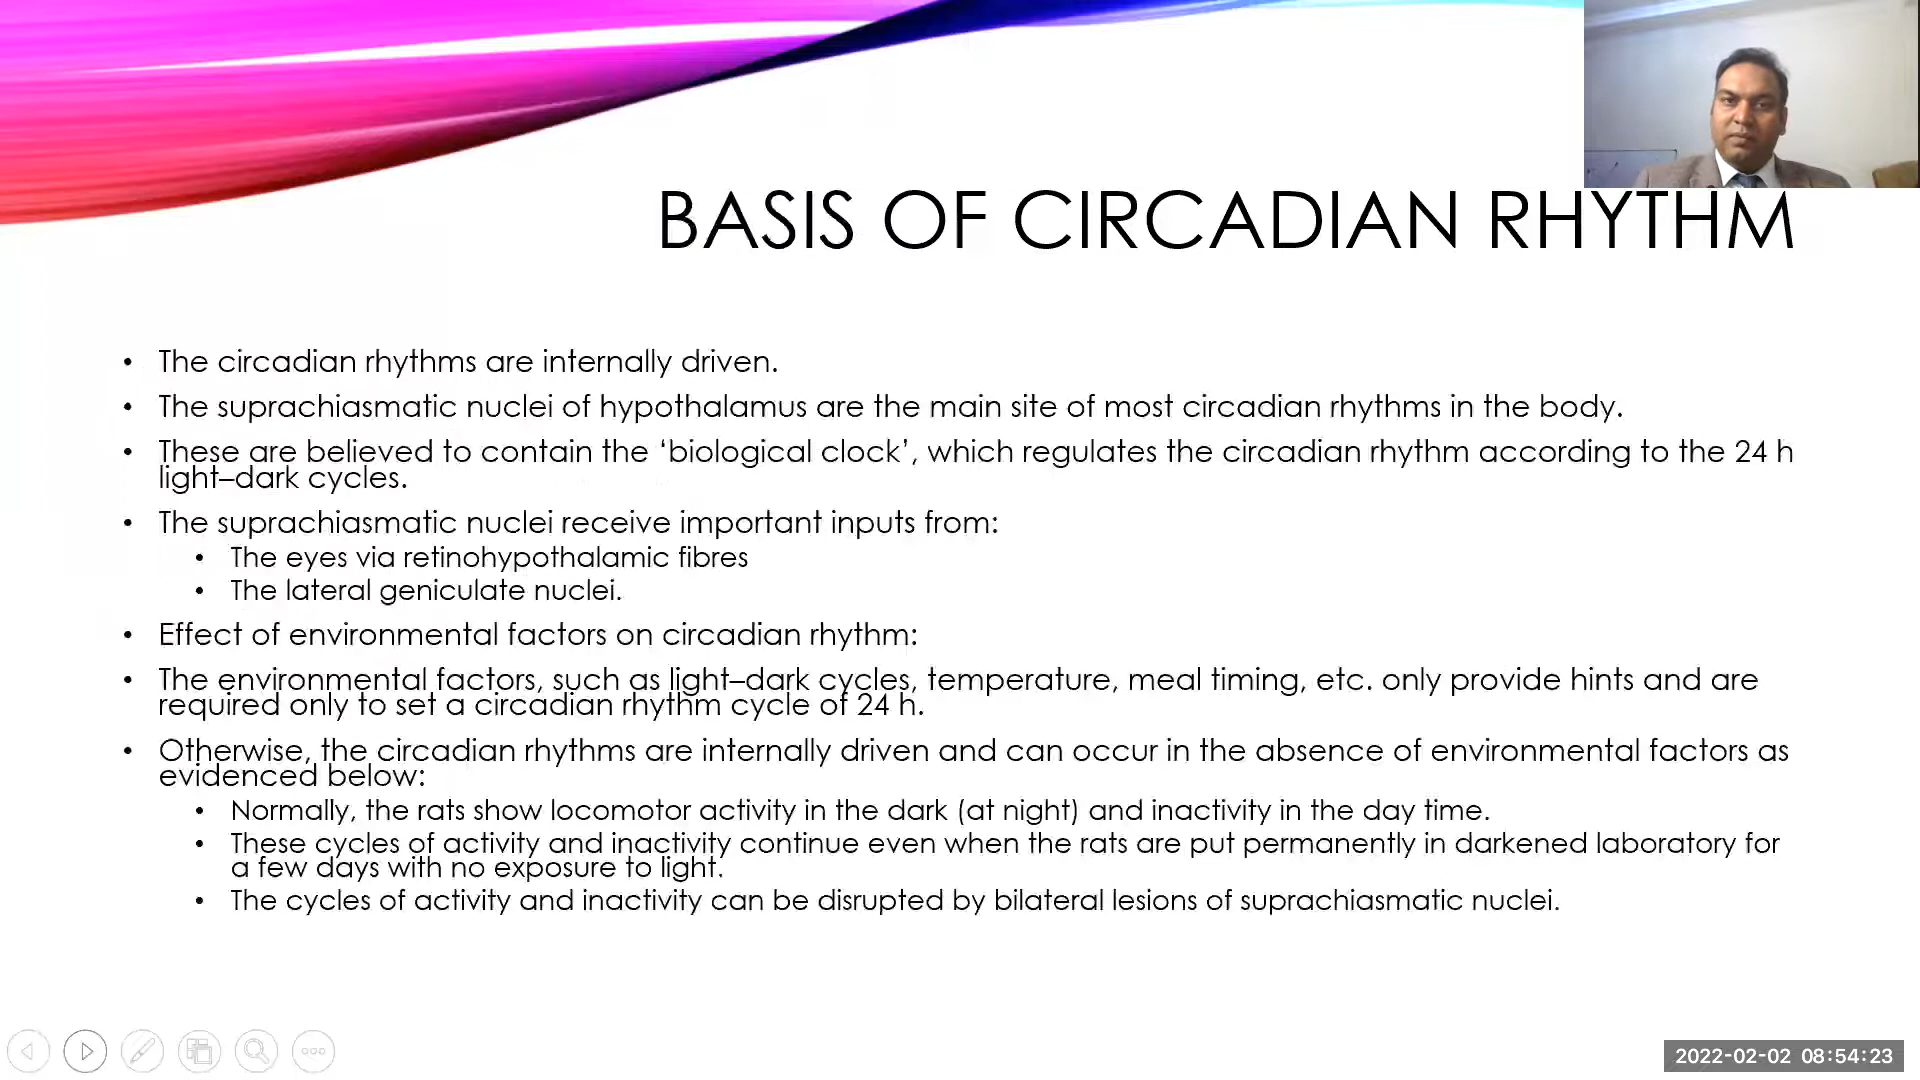 BASIS OF CIRCADIAN RHYTHM
• The circadian rhythms are internally driven.
• The suprachiasmatic nuclei of hypothalamus are the main site of most circadian rhythms in the body.
• These are believed to contain the ‘biological clock’, which regulates the circadian rhythm according to the 24 h
light–dark cycles.
• The suprachiasmatic nuclei receive important inputs from:
• The eyes via retinohypothalamic fibres
• The lateral geniculate nuclei.
• Effect of environmental factors on circadian rhythm:
• The environmental factors, such as light–dark cycles, temperature, meal timing, etc. only provide hints and are
required only to set a circadian rhythm cycle of 24 h.
• Otherwise, the circadian rhythms are internally driven and can occur in the absence of environmental factors as
evidenced below:
• Normally, the rats show locomotor activity in the dark (at night) and inactivity in the day time.
• These cycles of activity and inactivity continue even when the rats are put permanently in darkened laboratory for
a few days with no exposure to light.
• The cycles of activity and inactivity can be disrupted by bilateral lesions of suprachiasmatic nuclei.
2022-02-02 08:54:23